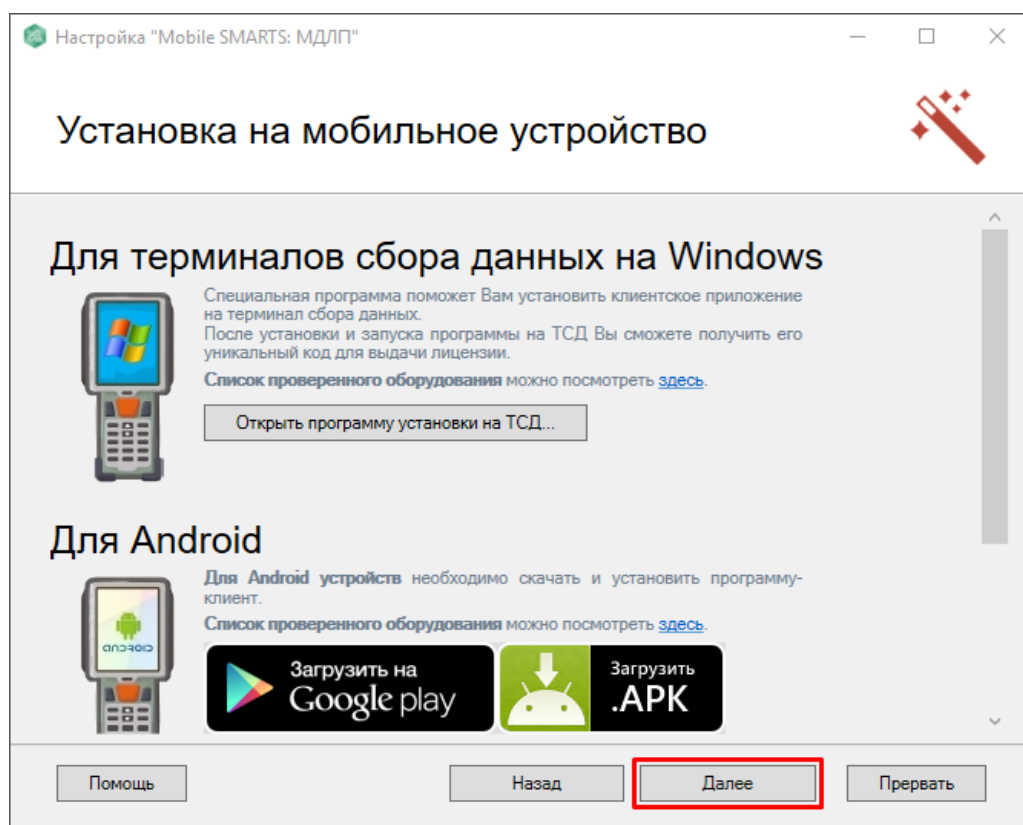 Настройка "Mobile SMARTS: МДЛП"
Установка на мобильное устройство
Для терминалов сбора данных на Windows
Специальная программа поможет Вам установить клиентское приложение
на терминал сбора данных.
После установки и запуска программы на ТСД Вы сможете получить его
уникальный код для выдачи лицензии.
Список проверенного оборудования можно посмотреть здесь.
Открыть программу установки на ТСД...
Для Android
Для Android устройств необходимо скачать и установить программу-
клиент.
Список проверенного оборудования можно посмотреть здесь.
android
Загрузить на
Google play
Загрузить
.APK
Помощь
Назад
Далее
Прервать